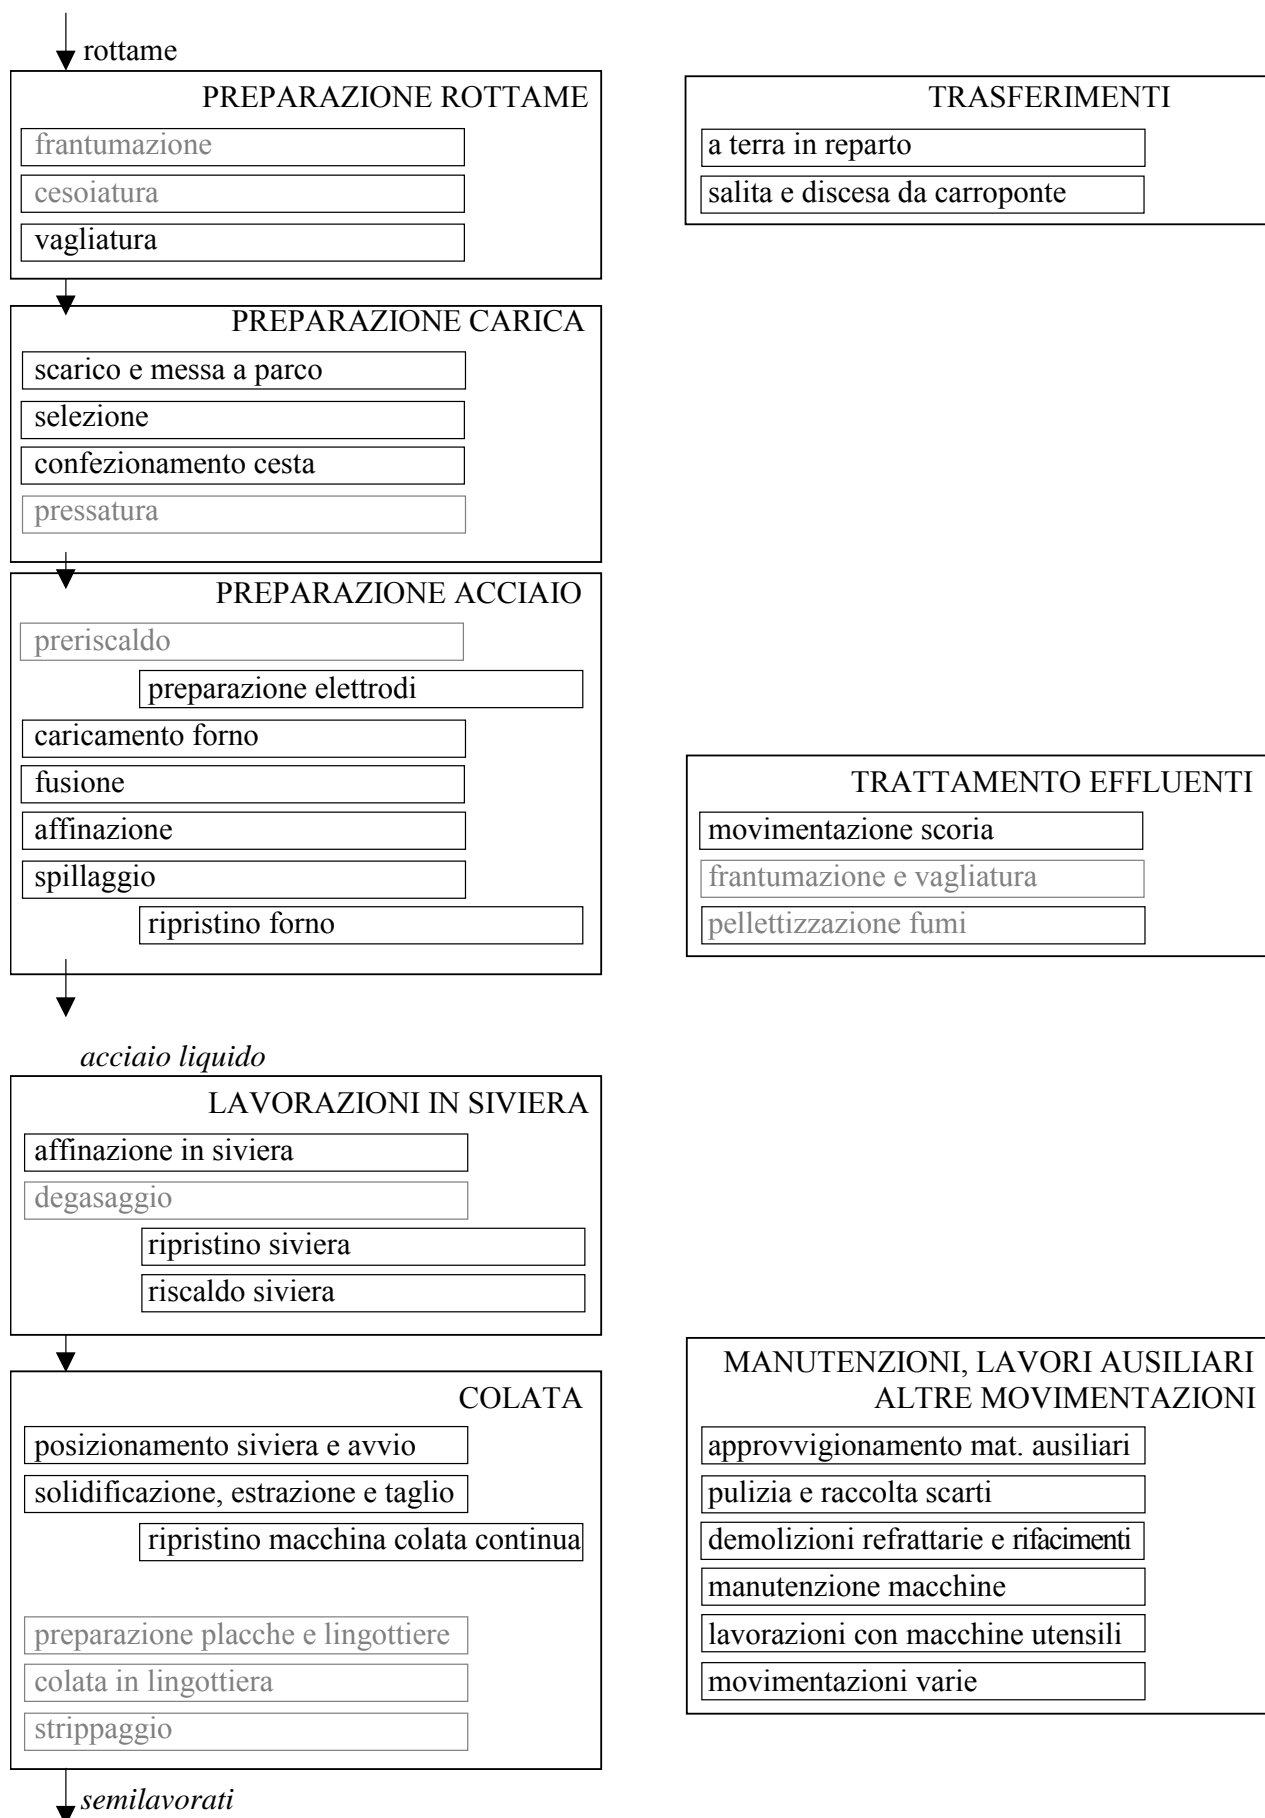 rottame
PREPARAZIONE ROTTAME
frantumazione
cesoiatura
vagliatura
PREPARAZIONE CARICA
scarico e messa a parco
selezione
confezionamento cesta
pressatura
PREPARAZIONE ACCIAIO
preriscaldo
preparazione elettrodi
caricamento forno
fusione
affinazione
spillaggio
ripristino forno
acciaio liquido
LAVORAZIONI IN SIVIERA
affinazione in siviera
degasaggio
ripristino siviera
riscaldo siviera
COLATA
posizionamento siviera e avvio
solidificazione, estrazione e taglio
ripristino macchina colata continua
preparazione placche e lingottiere
colata in lingottiera
strippaggio
semilavorati
TRASFERIMENTI
a terra in reparto
salita e discesa da carroponte
TRATTAMENTO EFFLUENTI
movimentazione scoria
frantumazione e vagliatura
pellettizzazione fumi
MANUTENZIONI, LAVORI AUSILIARI
ALTRE MOVIMENTAZIONI
approvvigionamento mat. ausiliari
pulizia e raccolta scarti
demolizioni refrattarie e rifacimenti
manutenzione macchine
lavorazioni con macchine utensili
movimentazioni varie